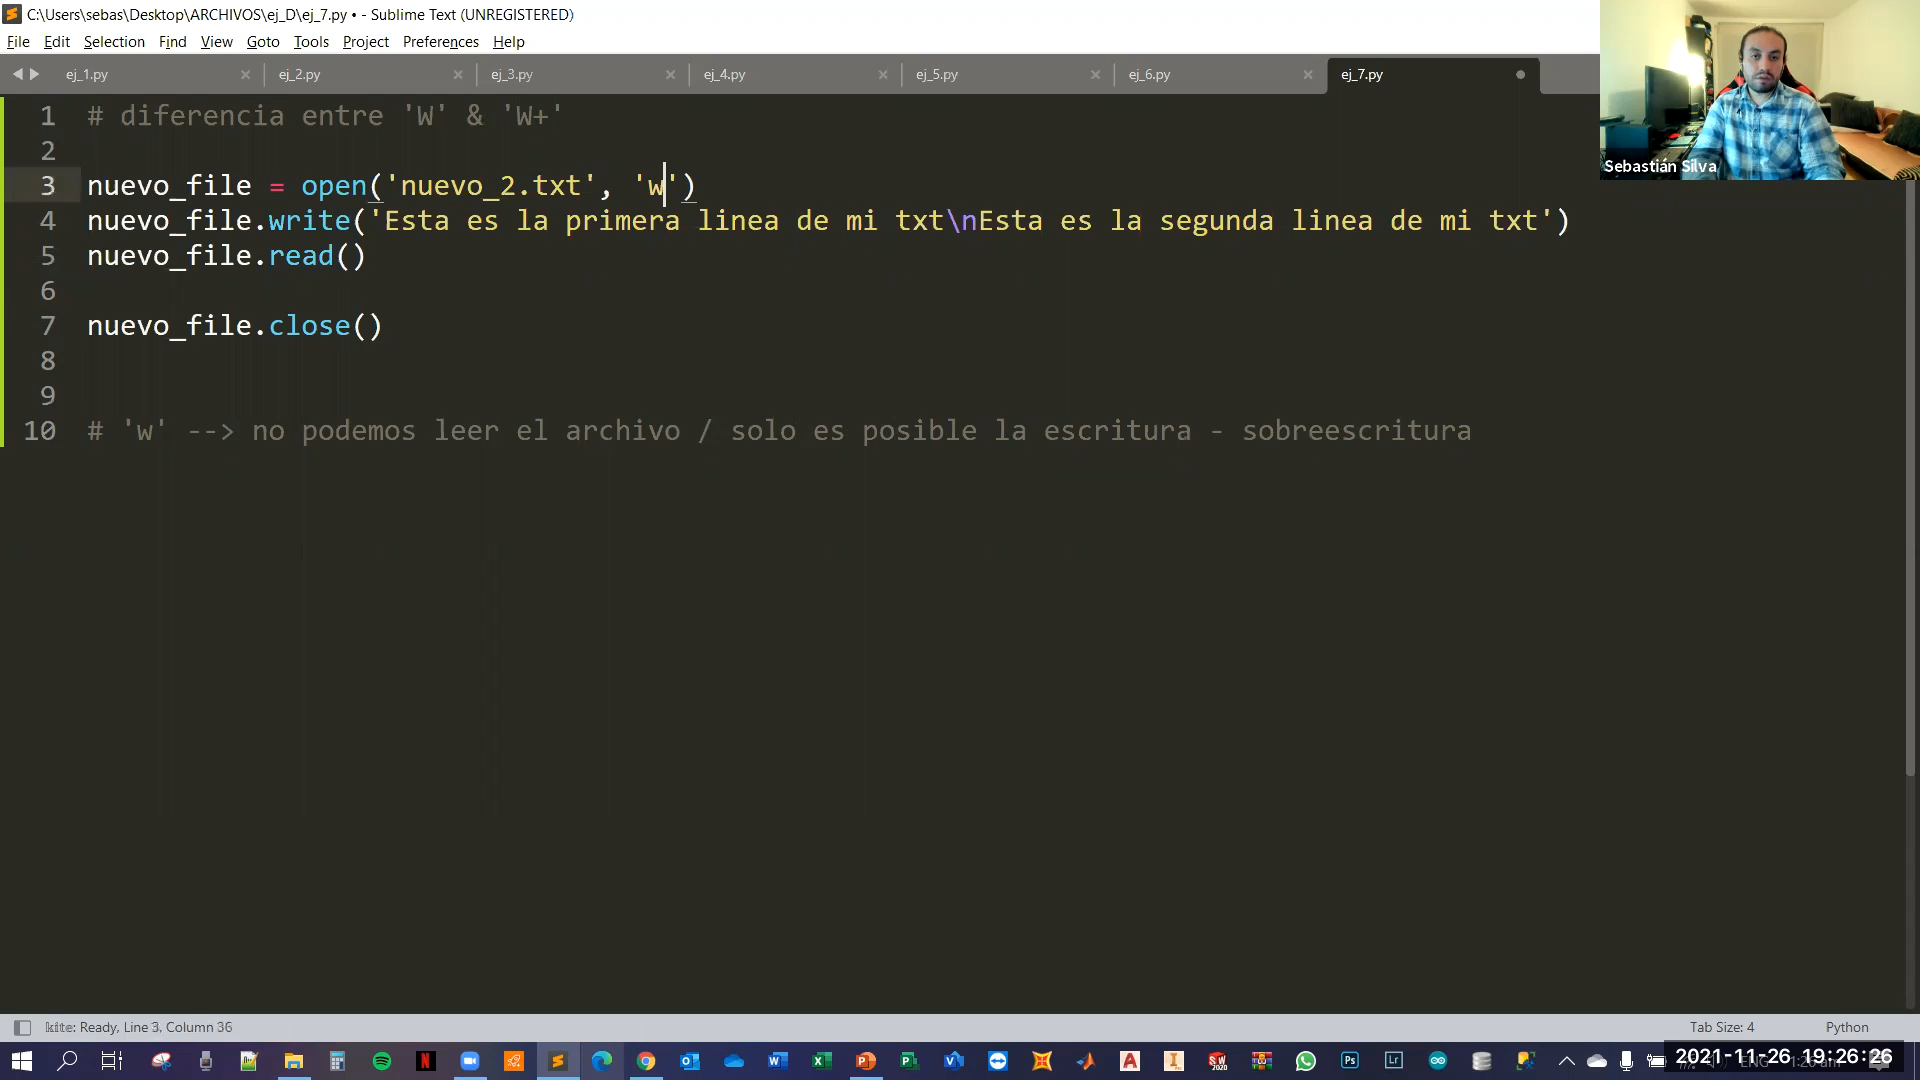 C:\Users\sebas\Desktop\ARCHIVOS\ej_D\ej_7.py • - Sublime Text (UNREGISTERED)
File Edit Selection Find View Goto Tools Project Preferences Help
ej_1.py ej_2.py ej_3.py ej_4.py ej_5.py ej_6.py ej_7.py
Sebastián Silva
1 # diferencia entre 'W' & 'W+'
2
3 nuevo_file = open('nuevo_2.txt', 'w')
4 nuevo_file.write('Esta es la primera linea de mi txt\nEsta es la segunda linea de mi txt')
5 nuevo_file.read()
6
7 nuevo_file.close()
8
9
10 # 'w' --> no podemos leer el archivo / solo es posible la escritura - sobreescritura
kite: Ready, Line 3, Column 36
Tab Size: 4 Python
2021-11-26 19:26:26